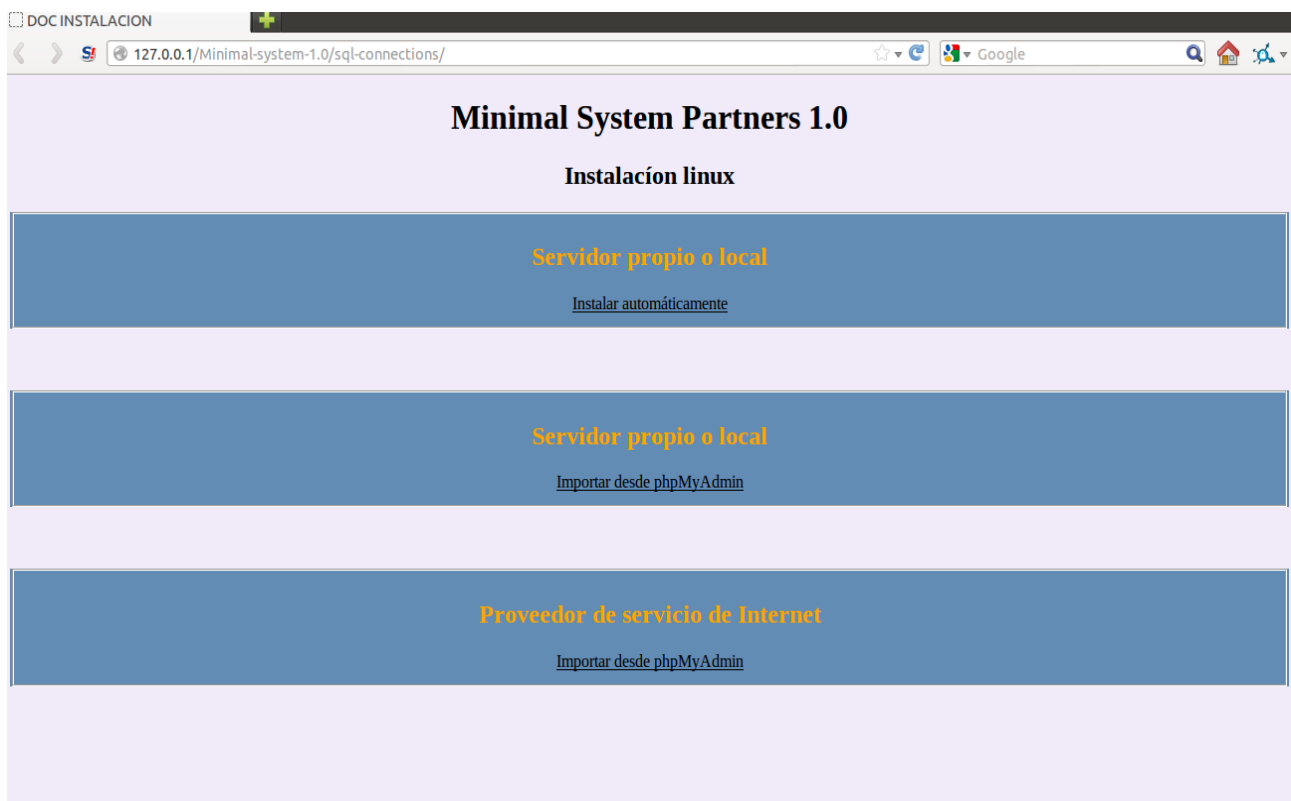 DOC INSTALACION
S! 127.0.0.1/Minimal-system-1.0/sql-connections/ Google
Minimal System Partners 1.0
Instalacíon linux
Servidor propio o local
Instalar automáticamente
Servidor propio o local
Importar desde phpMyAdmin
Proveedor de servicio de Internet
Importar desde phpMyAdmin